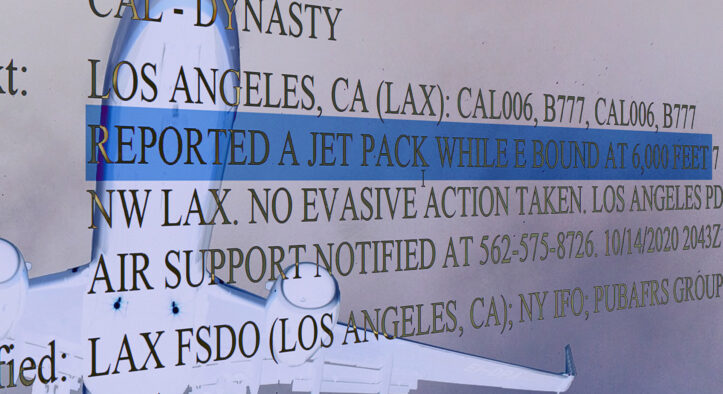 CAL - DYNASTY
xt: LOS ANGELES, CA (LAX): CAL006, B777, CAL006, B777
REPORTED A JET PACK WHILE E BOUND AT 6,000 FEET 7
NW LAX. NO EVASIVE ACTION TAKEN. LOS ANGELES PD
AIR SUPPORT NOTIFIED AT 562-575-8726. 10/14/2020 2043Z
fied: LAX FSDO (LOS ANGELES, CA); NY IFO; PUBAFRS GROUP